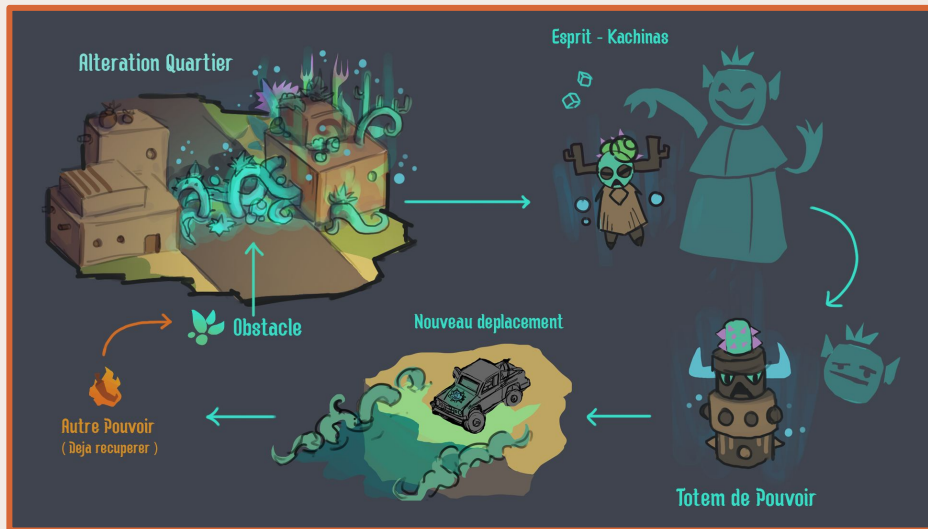 Esprit - Kachinas
Alteration Quartier
Obstacle
Nouveau deplacement
Autre Pouvoir
( Deja recuperer )
Totem de Pouvoir